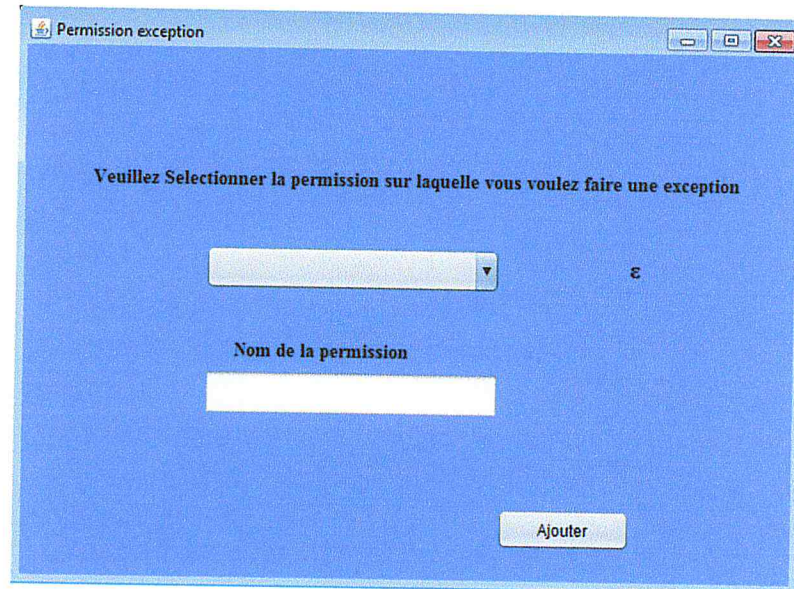 Permission exception
Veuillez Selectionner la permission sur laquelle vous voulez faire une exception
ε
Nom de la permission
Ajouter